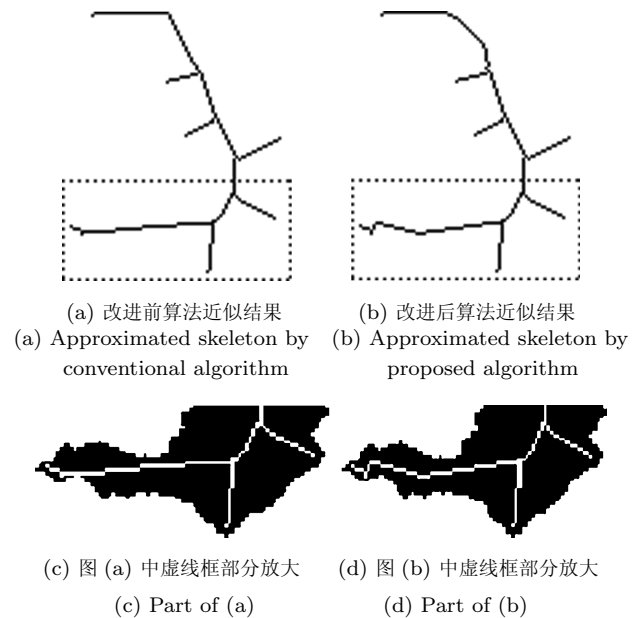 (a) 改进前算法近似结果
(b) 改进后算法近似结果
(a) Approximated skeleton by
conventional algorithm
(b) Approximated skeleton by
proposed algorithm
(c) 图 (a) 中虚线框部分放大
(d) 图 (b) 中虚线框部分放大
(c) Part of (a)
(d) Part of (b)